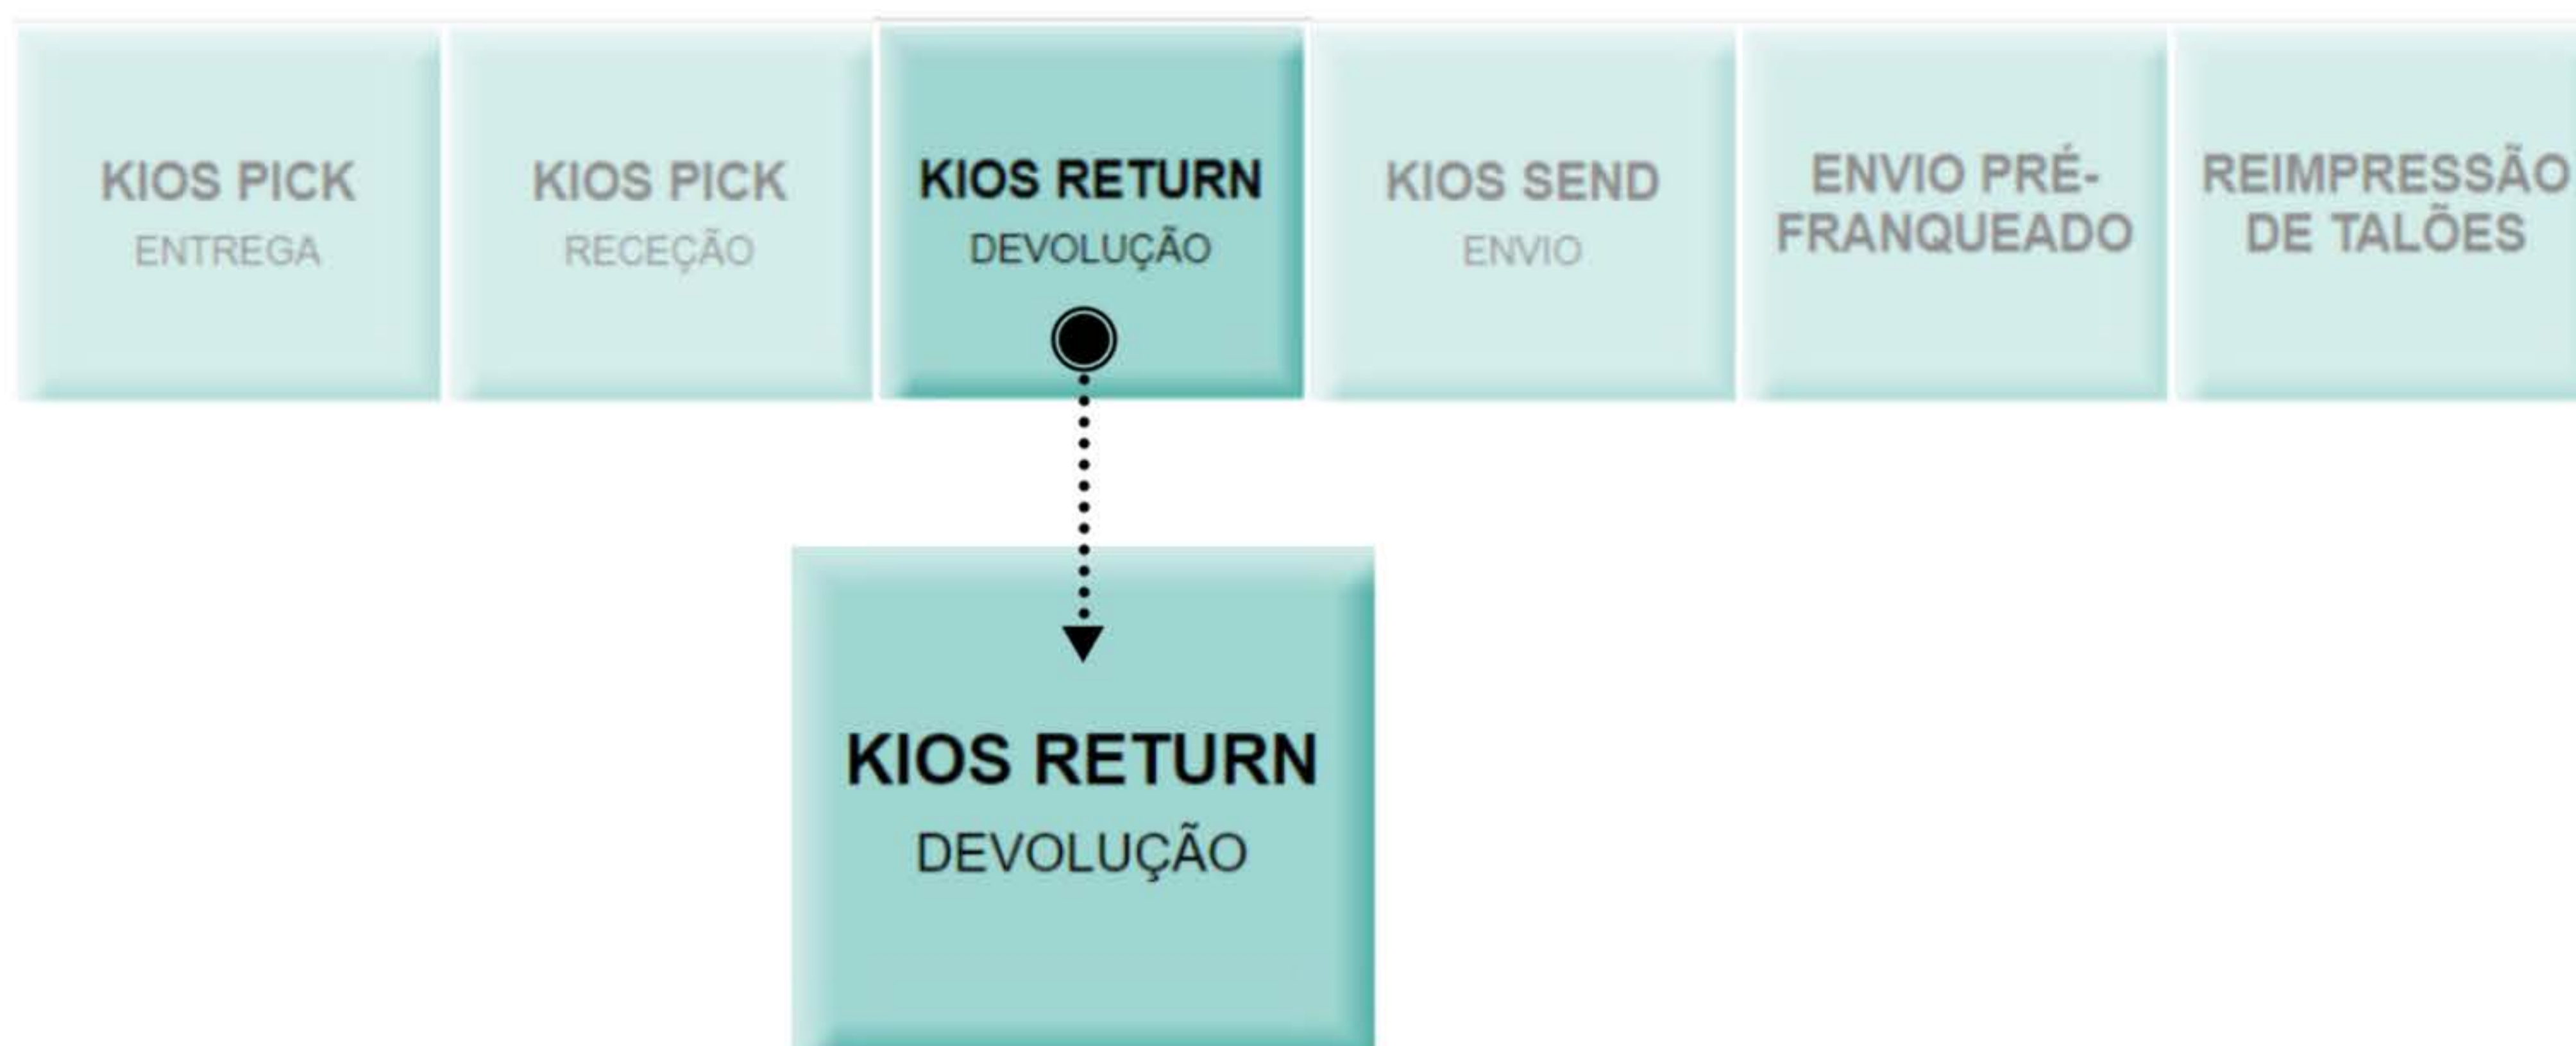 KIOS PICK
ENTREGA
KIOS PICK
RECEÇÃO
KIOS RETURN
DEVOLUÇÃO
KIOS SEND
ENVIO
ENVIO PRÉ-
FRANQUEADO
REIMPRESSÃO
DE TALÕES
KIOS RETURN
DEVOLUÇÃO